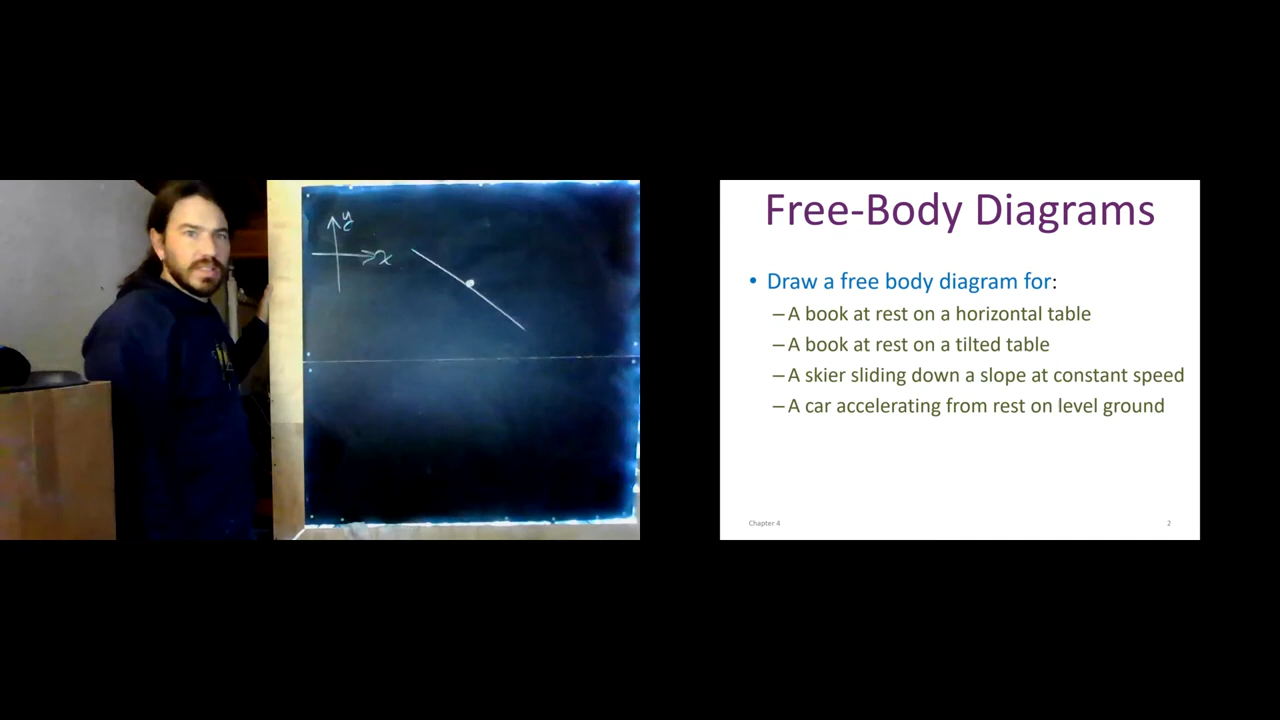 y
x
Free-Body Diagrams
• Draw a free body diagram for:
–A book at rest on a horizontal table
–A book at rest on a tilted table
–A skier sliding down a slope at constant speed
–A car accelerating from rest on level ground
Chapter 4
2